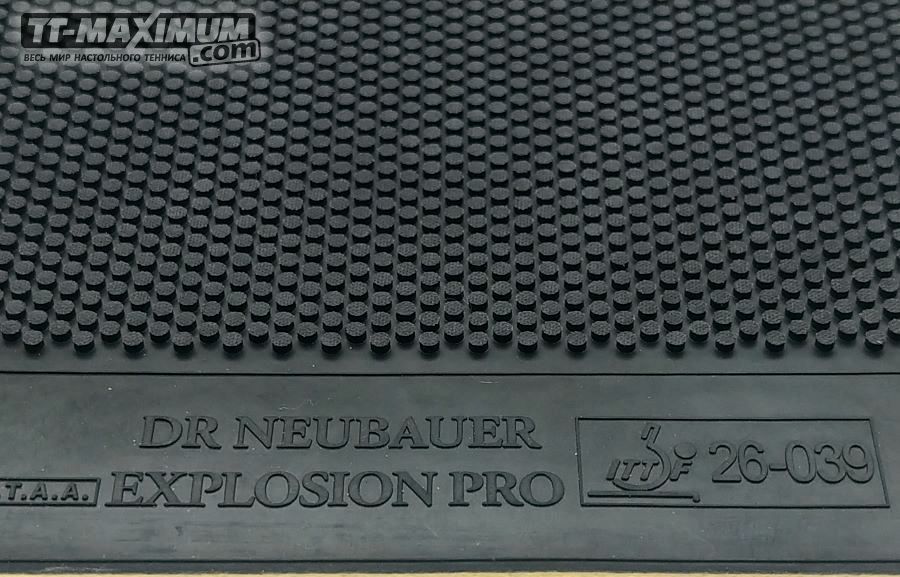 TT-MAXIMUM
.com
ВЕСЬ МИР НАСТОЛЬНОГО ТЕННИСА
DR NEUBAUER
.T.A.A. EXPLOSION PRO
ITTF 26-039